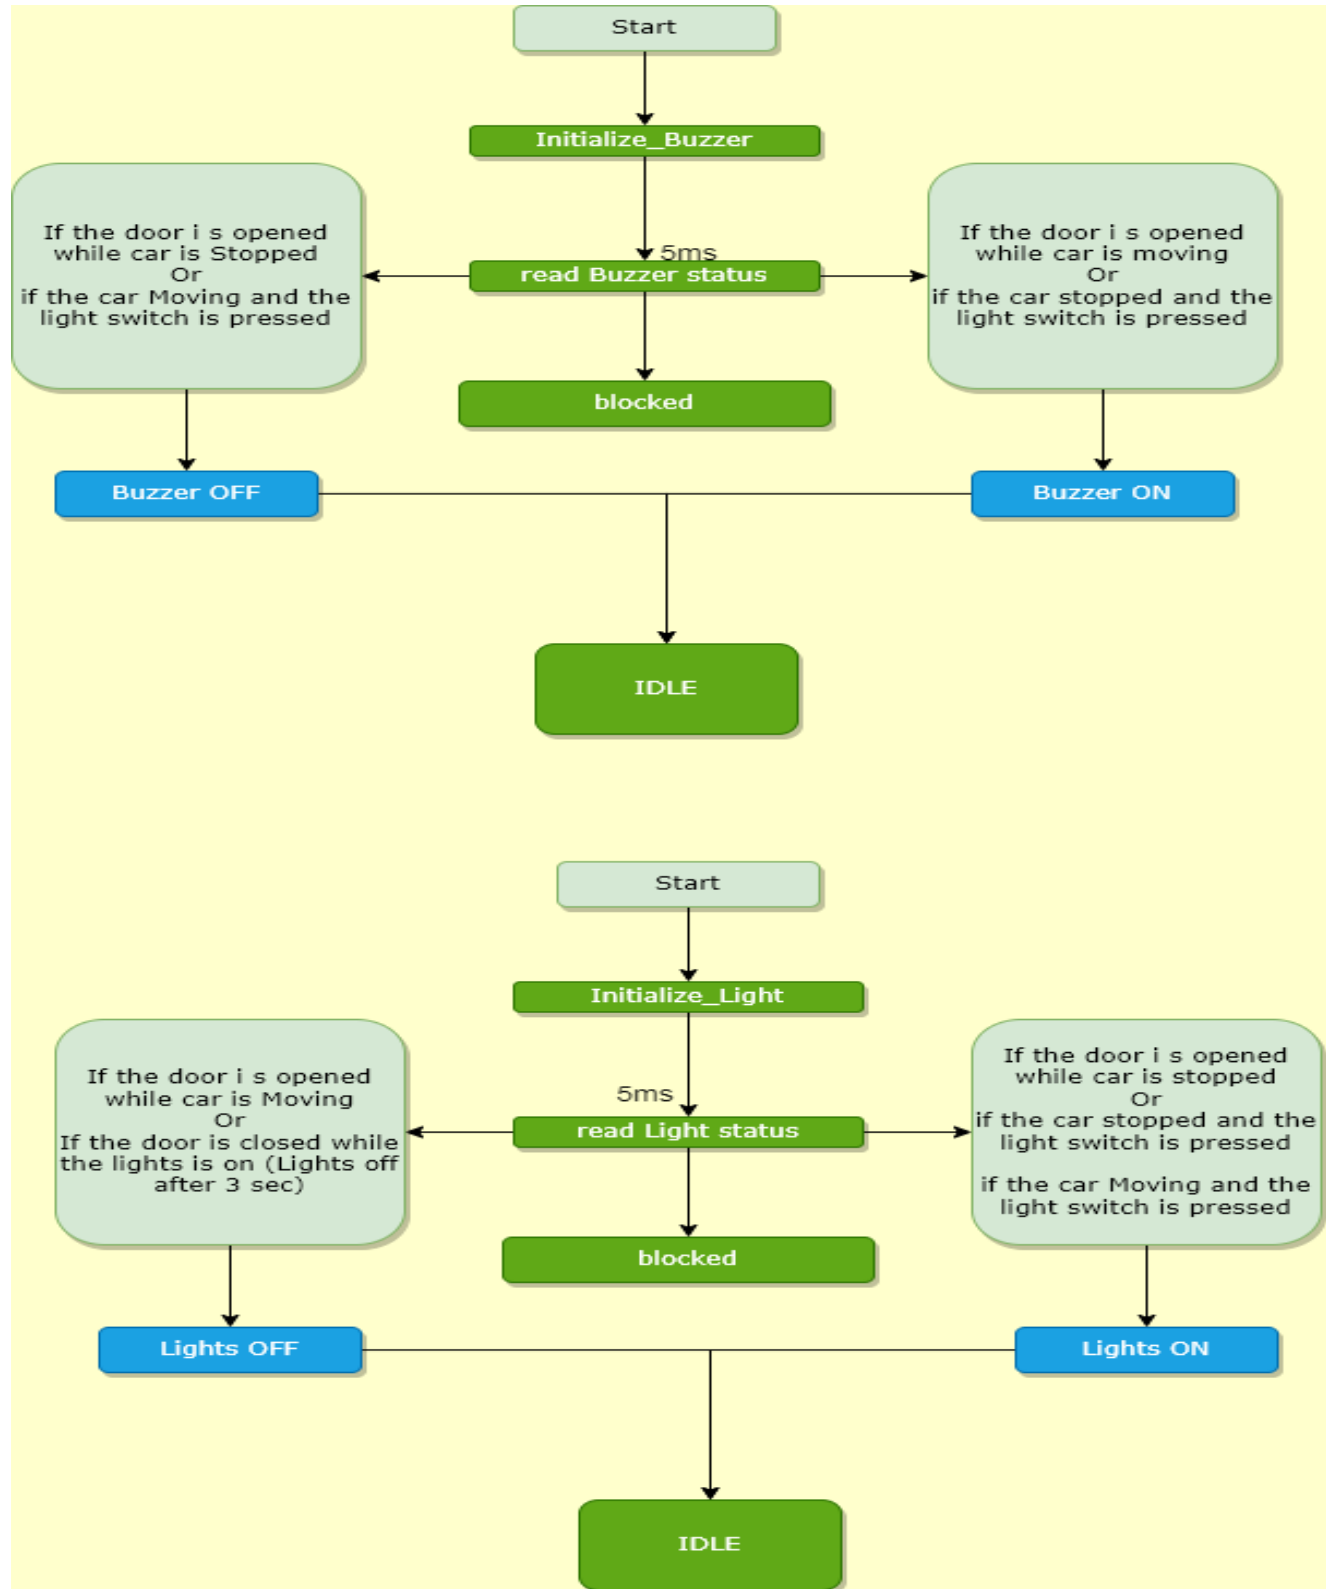 Start
Initialize_Buzzer
5ms
read Buzzer status
If the door i s opened
while car is Stopped
Or
if the car Moving and the
light switch is pressed
If the door i s opened
while car is moving
Or
if the car stopped and the
light switch is pressed
blocked
Buzzer OFF
Buzzer ON
IDLE
Start
Initialize_Light
5ms
read Light status
If the door i s opened
while car is Moving
Or
If the door is closed while
the lights is on (Lights off
after 3 sec)
If the door i s opened
while car is stopped
Or
if the car stopped and the
light switch is pressed
if the car Moving and the
light switch is pressed
blocked
Lights OFF
Lights ON
IDLE